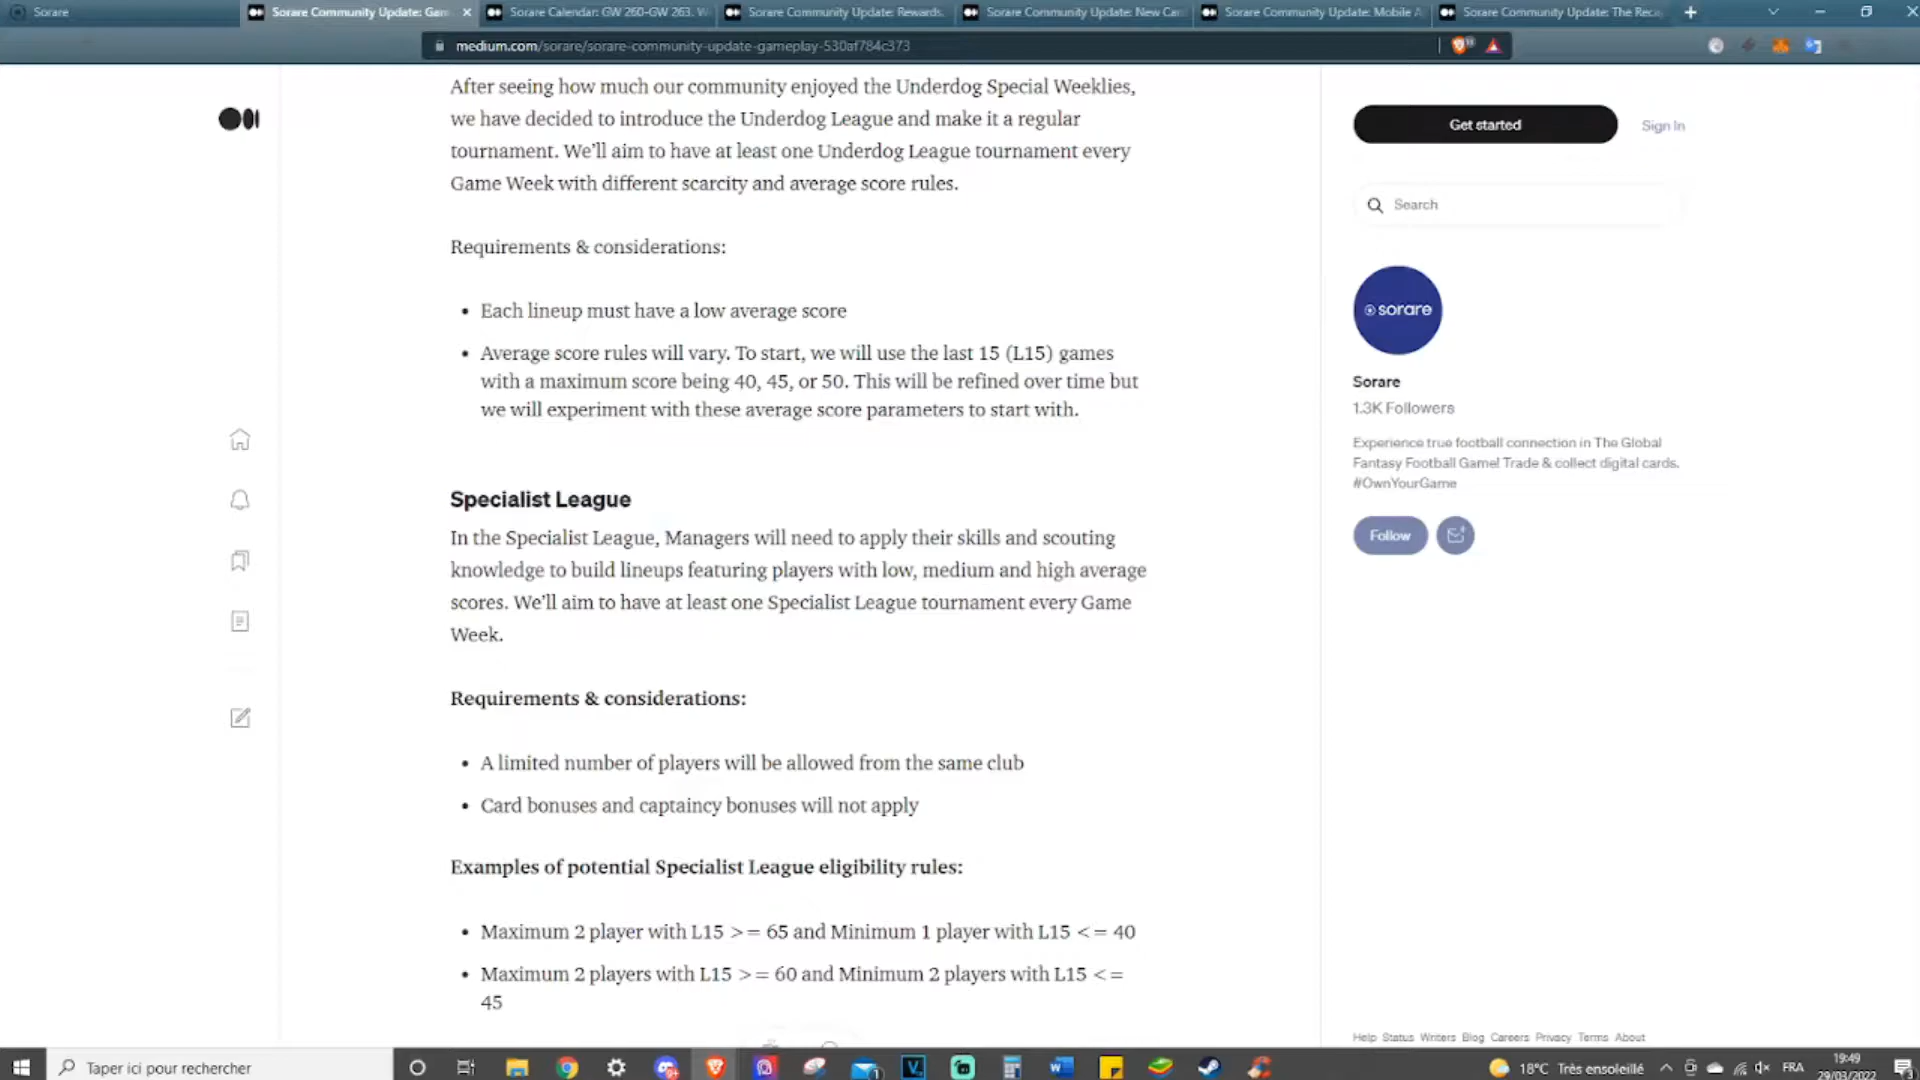 Sorare
Sorare Community Update: Gam
Sorare Calendar: GW 260-GW 263. W
Sorare Community Update: Rewards.
Sorare Community Update: New Car
Sorare Community Update: Mobile A
Sorare Community Update: The Reca
medium.com/sorare/sorare-community-update-gameplay-530af784c373
After seeing how much our community enjoyed the Underdog Special Weeklies,
we have decided to introduce the Underdog League and make it a regular
tournament. We’ll aim to have at least one Underdog League tournament every
Game Week with different scarcity and average score rules.
Requirements & considerations:
• Each lineup must have a low average score
• Average score rules will vary. To start, we will use the last 15 (L15) games
with a maximum score being 40, 45, or 50. This will be refined over time but
we will experiment with these average score parameters to start with.
Specialist League
In the Specialist League, Managers will need to apply their skills and scouting
knowledge to build lineups featuring players with low, medium and high average
scores. We’ll aim to have at least one Specialist League tournament every Game
Week.
Requirements & considerations:
• A limited number of players will be allowed from the same club
• Card bonuses and captaincy bonuses will not apply
Examples of potential Specialist League eligibility rules:
• Maximum 2 player with L15 >= 65 and Minimum 1 player with L15 <= 40
• Maximum 2 players with L15 >= 60 and Minimum 2 players with L15 <=
45
Get started
Sign In
Search
sorare
Sorare
1.3K Followers
Experience true football connection in The Global
Fantasy Football Game! Trade & collect digital cards.
#OwnYourGame
Follow
Help Status Writers Blog Careers Privacy Terms About
Taper ici pour rechercher
18°C Très ensoleillé
FRA
19:49
29/03/2022